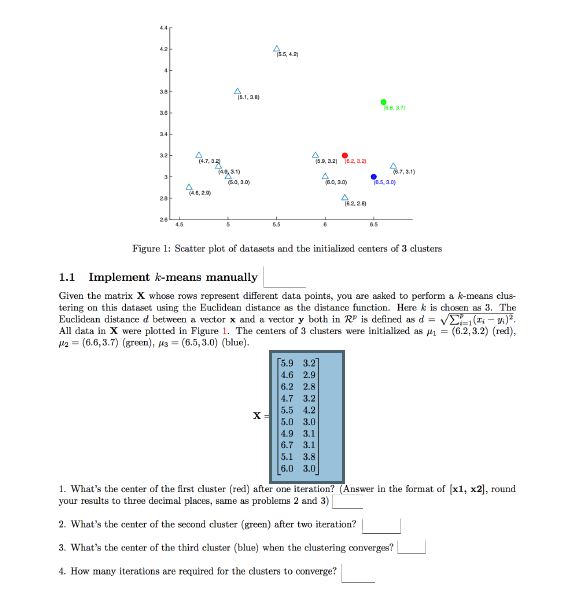 4.4
4.2
(5.5, 4.2)
4
3.8
(5.1, 3.8)
(6.6, 3.7)
3.6
3.4
3.2
(4.7, 3.2)
(5.9, 3.2)
(6.2, 3.2)
(4.9, 3.1)
(6.7, 3.1)
3
(5.0, 3.0)
(6.0, 3.0)
(6.5, 3.0)
(4.6, 2.9)
2.8
(6.2, 2.8)
2.6
4.5 5 5.5 6 6.5
Figure 1: Scatter plot of datasets and the initialized centers of 3 clusters
1.1 Implement k-means manually
Given the matrix X whose rows represent different data points, you are asked to perform a k-means clus-
tering on this dataset using the Euclidean distance as the distance function. Here k is chosen as 3. The
Euclidean distance d between a vector x and a vector y both in ℛᵖ is defined as d = √∑ᵖᵢ₌₁(xᵢ − yᵢ)².
All data in X were plotted in Figure 1. The centers of 3 clusters were initialized as μ₁ = (6.2, 3.2) (red),
μ₂ = (6.6, 3.7) (green), μ₃ = (6.5, 3.0) (blue).
5.9 3.2
4.6 2.9
6.2 2.8
4.7 3.2
X = 5.5 4.2
5.0 3.0
4.9 3.1
6.7 3.1
5.1 3.8
6.0 3.0
1. What's the center of the first cluster (red) after one iteration? (Answer in the format of [x1, x2], round
your results to three decimal places, same as problems 2 and 3)
2. What's the center of the second cluster (green) after two iteration?
3. What's the center of the third cluster (blue) when the clustering converges?
4. How many iterations are required for the clusters to converge?